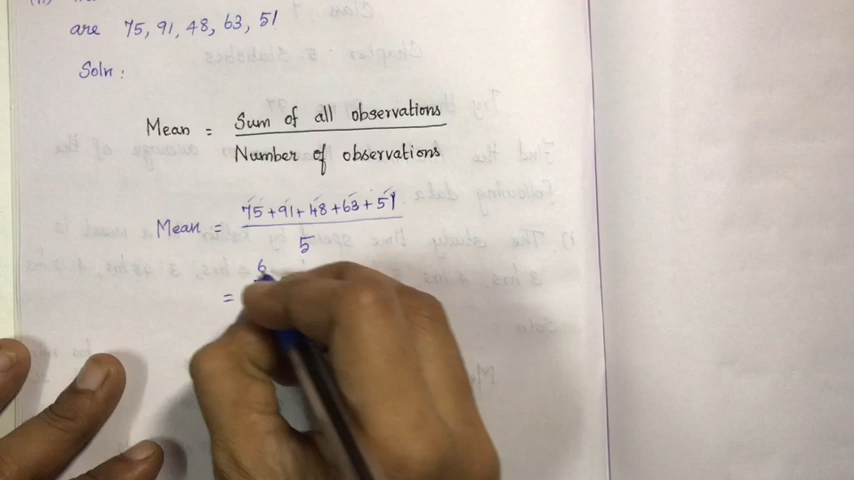 are 75, 91, 48, 63, 51
Soln :
Mean = Sum of all observations
Number of observations
Mean = 75 + 91 + 48 + 63 + 51
5
6
=